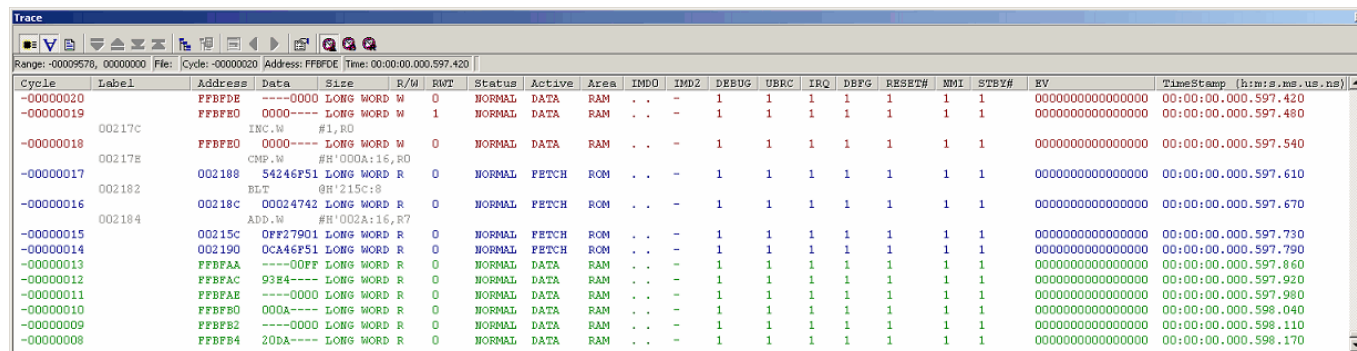 Trace
Range: -00009578, 00000000 File: Cycle: -00000020 Address: FFBFDE Time: 00:00:00.000.597.420
Cycle Label Address Data Size R/W RWT Status Active Area IMD0 IMD2 DEBUG UBRC IRQ DBFG RESET# NMI STBY# EV TimeStamp (h:m:s.ms.us.ns)
-00000020 FFBFDE ----0000 LONG WORD W 0 NORMAL DATA RAM . . - 1 1 1 1 1 1 1 0000000000000000 00:00:00.000.597.420
-00000019 FFBFE0 0000---- LONG WORD W 1 NORMAL DATA RAM . . - 1 1 1 1 1 1 1 0000000000000000 00:00:00.000.597.480
00217C INC.W #1,R0
-00000018 FFBFE0 0000---- LONG WORD W 0 NORMAL DATA RAM . . - 1 1 1 1 1 1 1 0000000000000000 00:00:00.000.597.540
00217E CMP.W #H'000A:16,R0
-00000017 002188 54246F51 LONG WORD R 0 NORMAL FETCH ROM . . - 1 1 1 1 1 1 1 0000000000000000 00:00:00.000.597.610
002182 BLT @H'215C:8
-00000016 00218C 00024742 LONG WORD R 0 NORMAL FETCH ROM . . - 1 1 1 1 1 1 1 0000000000000000 00:00:00.000.597.670
002184 ADD.W #H'002A:16,R7
-00000015 00215C 0FF27901 LONG WORD R 0 NORMAL FETCH ROM . . - 1 1 1 1 1 1 1 0000000000000000 00:00:00.000.597.730
-00000014 002190 0CA46F51 LONG WORD R 0 NORMAL FETCH ROM . . - 1 1 1 1 1 1 1 0000000000000000 00:00:00.000.597.790
-00000013 FFBFAA ----00FF LONG WORD R 0 NORMAL DATA RAM . . - 1 1 1 1 1 1 1 0000000000000000 00:00:00.000.597.860
-00000012 FFBFAC 93E4---- LONG WORD R 0 NORMAL DATA RAM . . - 1 1 1 1 1 1 1 0000000000000000 00:00:00.000.597.920
-00000011 FFBFAE ----0000 LONG WORD R 0 NORMAL DATA RAM . . - 1 1 1 1 1 1 1 0000000000000000 00:00:00.000.597.980
-00000010 FFBFB0 000A---- LONG WORD R 0 NORMAL DATA RAM . . - 1 1 1 1 1 1 1 0000000000000000 00:00:00.000.598.040
-00000009 FFBFB2 ----0000 LONG WORD R 0 NORMAL DATA RAM . . - 1 1 1 1 1 1 1 0000000000000000 00:00:00.000.598.110
-00000008 FFBFB4 20DA---- LONG WORD R 0 NORMAL DATA RAM . . - 1 1 1 1 1 1 1 0000000000000000 00:00:00.000.598.170